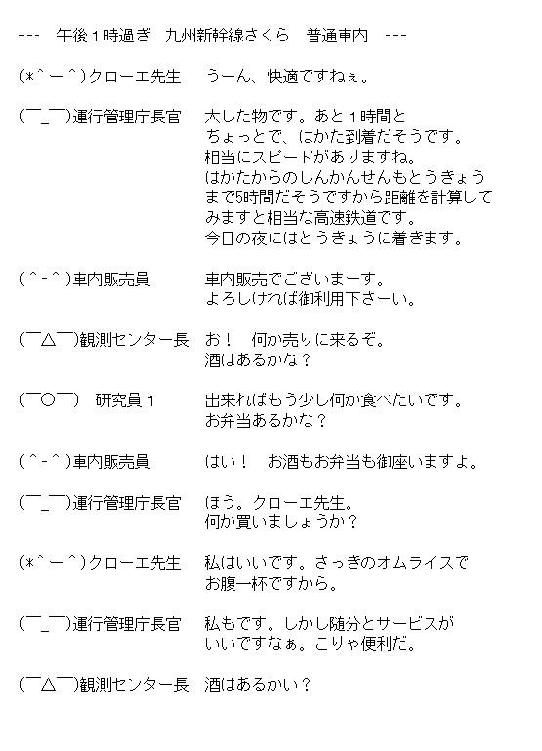 ---　午後１時過ぎ　九州新幹線さくら　普通車内　---
(*＾ー＾)クローエ先生　うーん、快適ですねぇ。
(￣_￣)運行管理庁長官　大した物です。あと１時間と
ちょっとで、はかた到着だそうです。
相当にスピードがありますね。
はかたからのしんかんせんもとうきょう
まで5時間だそうですから距離を計算して
みますと相当な高速鉄道です。
今日の夜にはとうきょうに着きます。
(＾-＾)車内販売員　車内販売でございまーす。
よろしければ御利用下さーい。
(￣△￣)観測センター長　お！　何か売りに来るぞ。
酒はあるかな？
(￣○￣)　研究員１　出来ればもう少し何か食べたいです。
お弁当あるかな？
(＾-＾)車内販売員　はい！　お酒もお弁当も御座いますよ。
(￣_￣)運行管理庁長官　ほう。クローエ先生。
何か買いましょうか？
(*＾ー＾)クローエ先生　私はいいです。さっきのオムライスで
お腹一杯ですから。
(￣_￣)運行管理庁長官　私もです。しかし随分とサービスが
いいですなぁ。こりゃ便利だ。
(￣△￣)観測センター長　酒はあるかい？